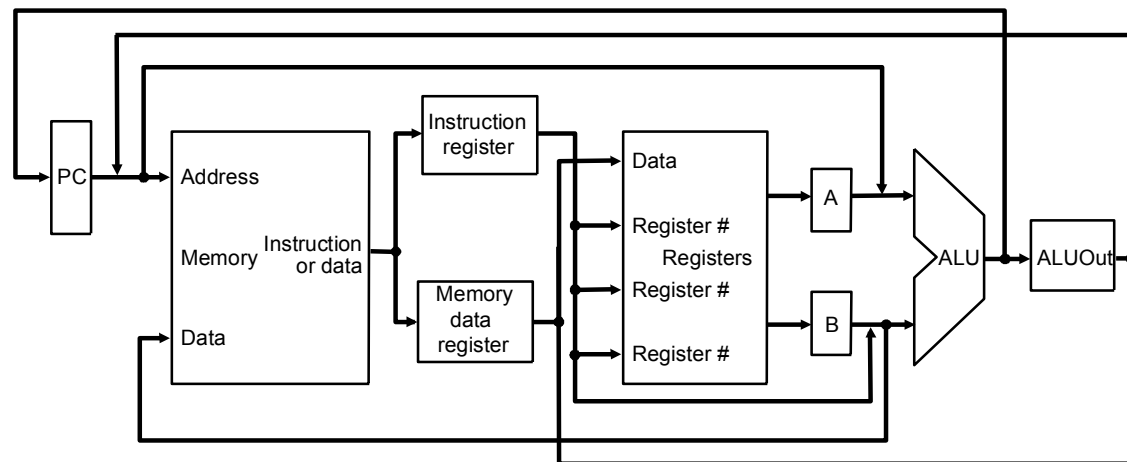 PC
Address
Memory
Instruction
or data
Data
Instruction
register
Memory
data
register
Data
Register #
Registers
Register #
Register #
A
B
ALU
ALUOut